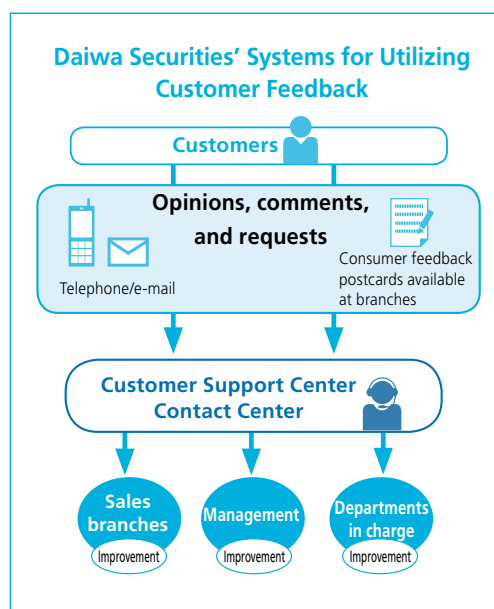 Daiwa Securities’ Systems for Utilizing
Customer Feedback
Customers
Opinions, comments,
and requests
Telephone/e-mail
Consumer feedback
postcards available
at branches
Customer Support Center
Contact Center
Sales
branches
Improvement
Management
Improvement
Departments
in charge
Improvement